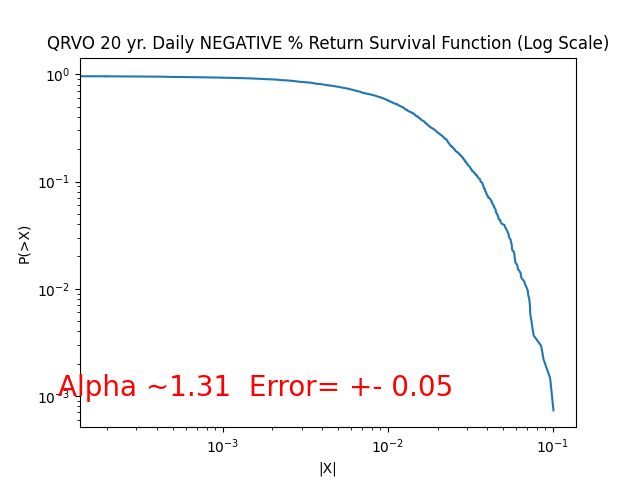 QRVO 20 yr. Daily NEGATIVE % Return Survival Function (Log Scale)
10⁰
10⁻¹
P(>X)
10⁻²
Alpha ~1.31  Error= +- 0.05
10⁻³
10⁻³ 10⁻² 10⁻¹
|X|